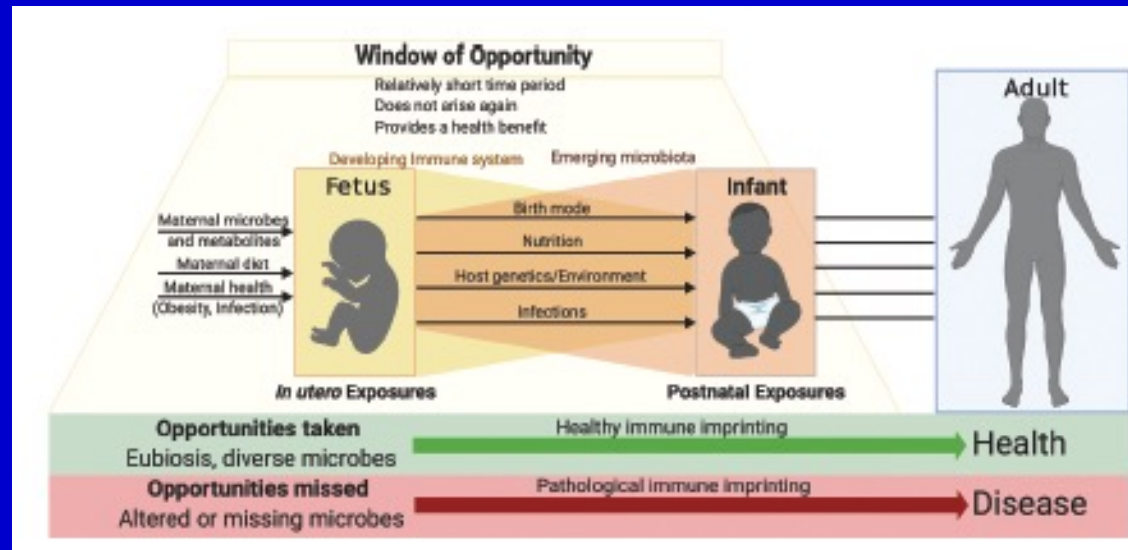 Window of Opportunity
Relatively short time period
Does not arise again
Provides a health benefit
Developing Immune system
Emerging microbiota
Adult
Fetus
Infant
Maternal microbes
and metabolites
Maternal diet
Maternal health
(Obesity, Infection)
Birth mode
Nutrition
Host genetics/Environment
Infections
In utero Exposures
Postnatal Exposures
Opportunities taken
Eubiosis, diverse microbes
Healthy immune imprinting
Health
Opportunities missed
Altered or missing microbes
Pathological immune imprinting
Disease